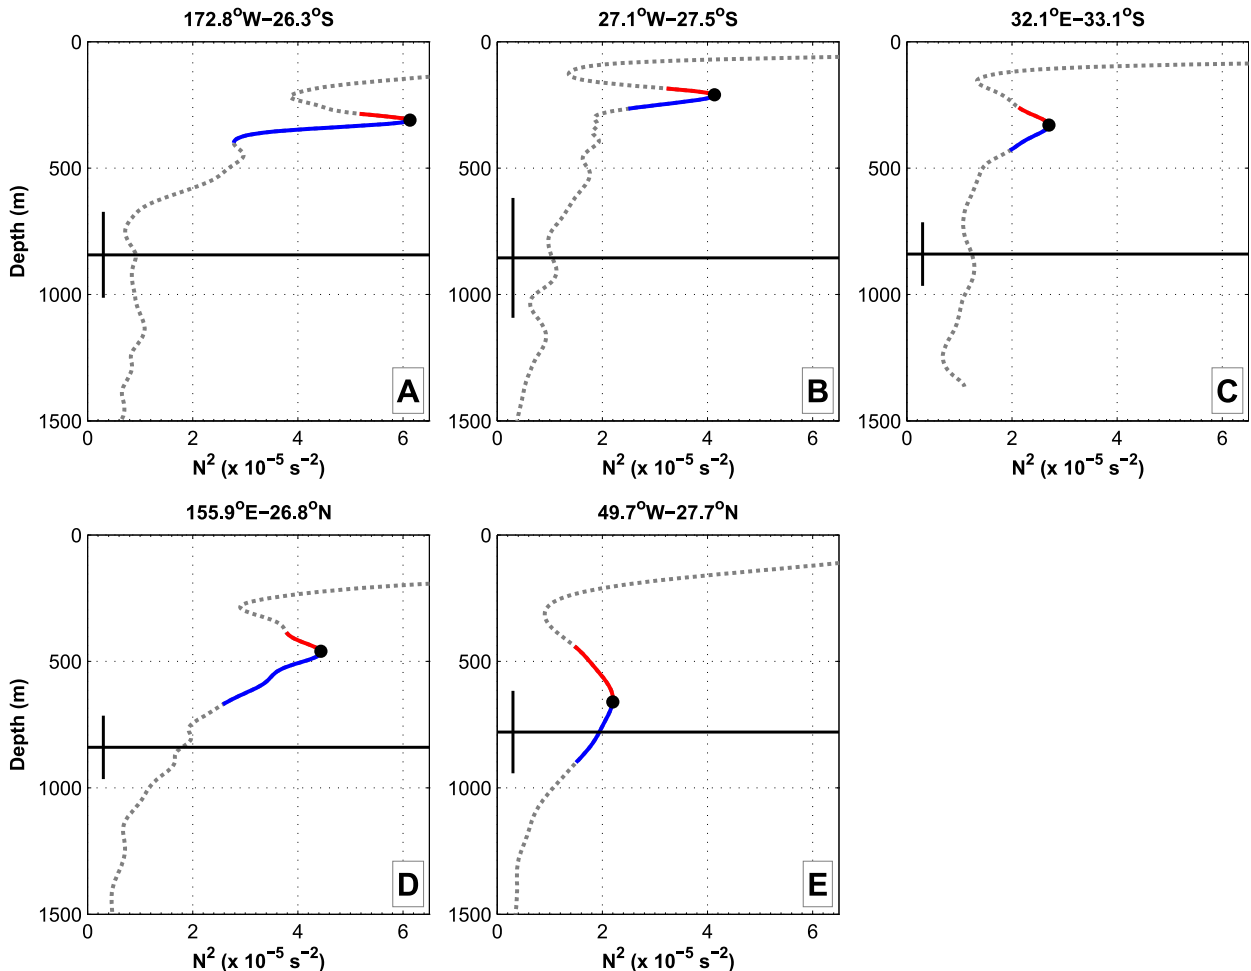 172.8°W−26.3°S
27.1°W−27.5°S
32.1°E−33.1°S
0
500
1000
1500
Depth (m)
0 2 4 6
N² (x 10⁻⁵ s⁻²)
A
0
500
1000
1500
0 2 4 6
N² (x 10⁻⁵ s⁻²)
B
0
500
1000
1500
0 2 4 6
N² (x 10⁻⁵ s⁻²)
C
155.9°E−26.8°N
49.7°W−27.7°N
0
500
1000
1500
Depth (m)
0 2 4 6
N² (x 10⁻⁵ s⁻²)
D
0
500
1000
1500
0 2 4 6
N² (x 10⁻⁵ s⁻²)
E